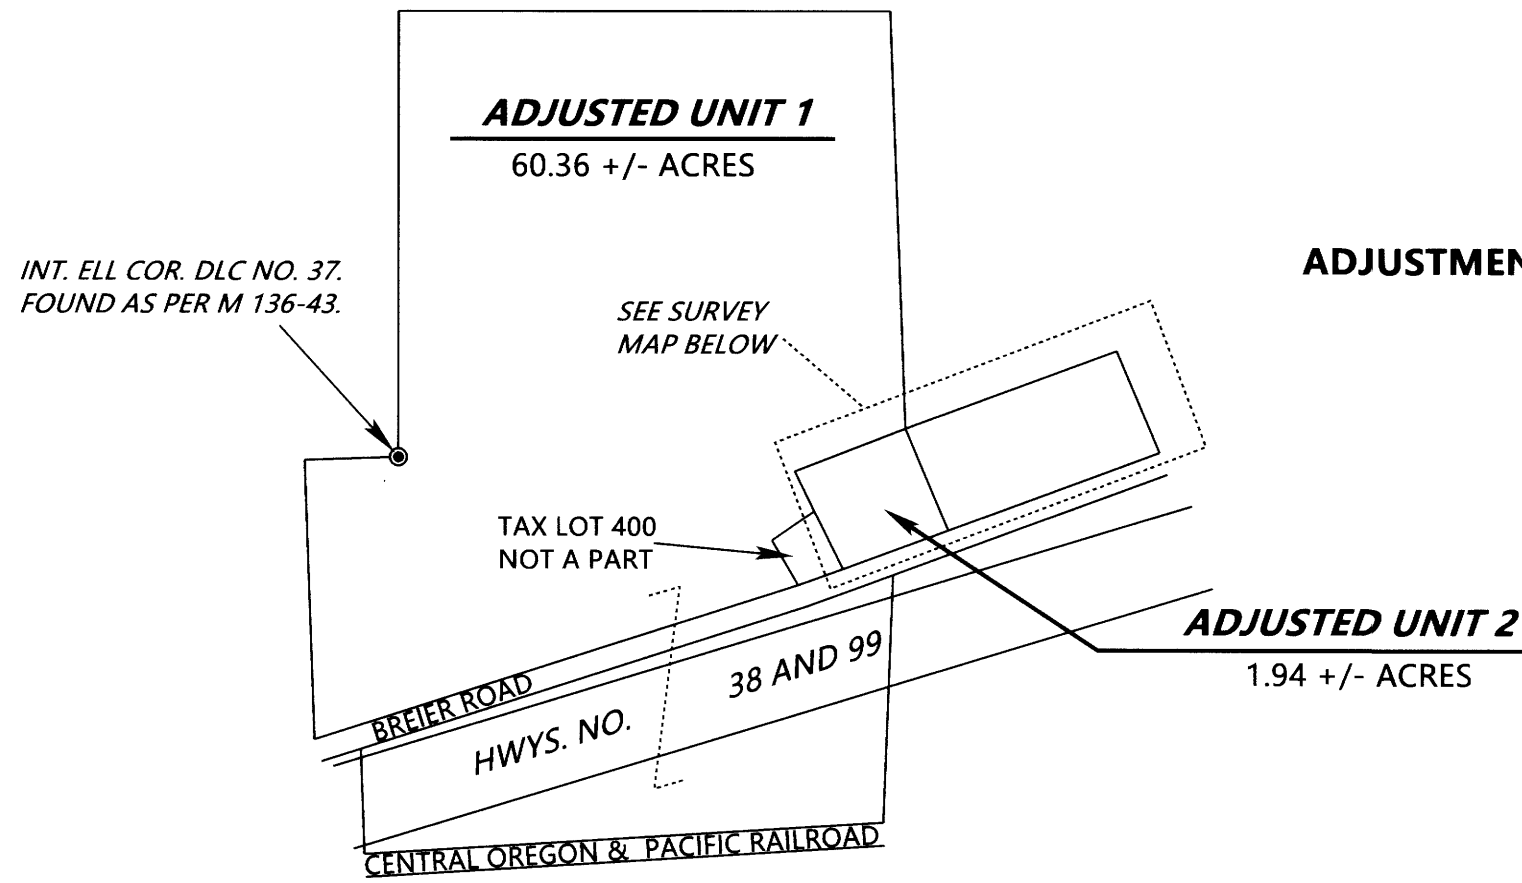 ADJUSTED UNIT 1
60.36 +/- ACRES
INT. ELL COR. DLC NO. 37.
FOUND AS PER M 136-43.
ADJUSTMEN
SEE SURVEY
MAP BELOW
TAX LOT 400
NOT A PART
ADJUSTED UNIT 2
1.94 +/- ACRES
BREIER ROAD
HWYS. NO.
38 AND 99
CENTRAL OREGON & PACIFIC RAILROAD